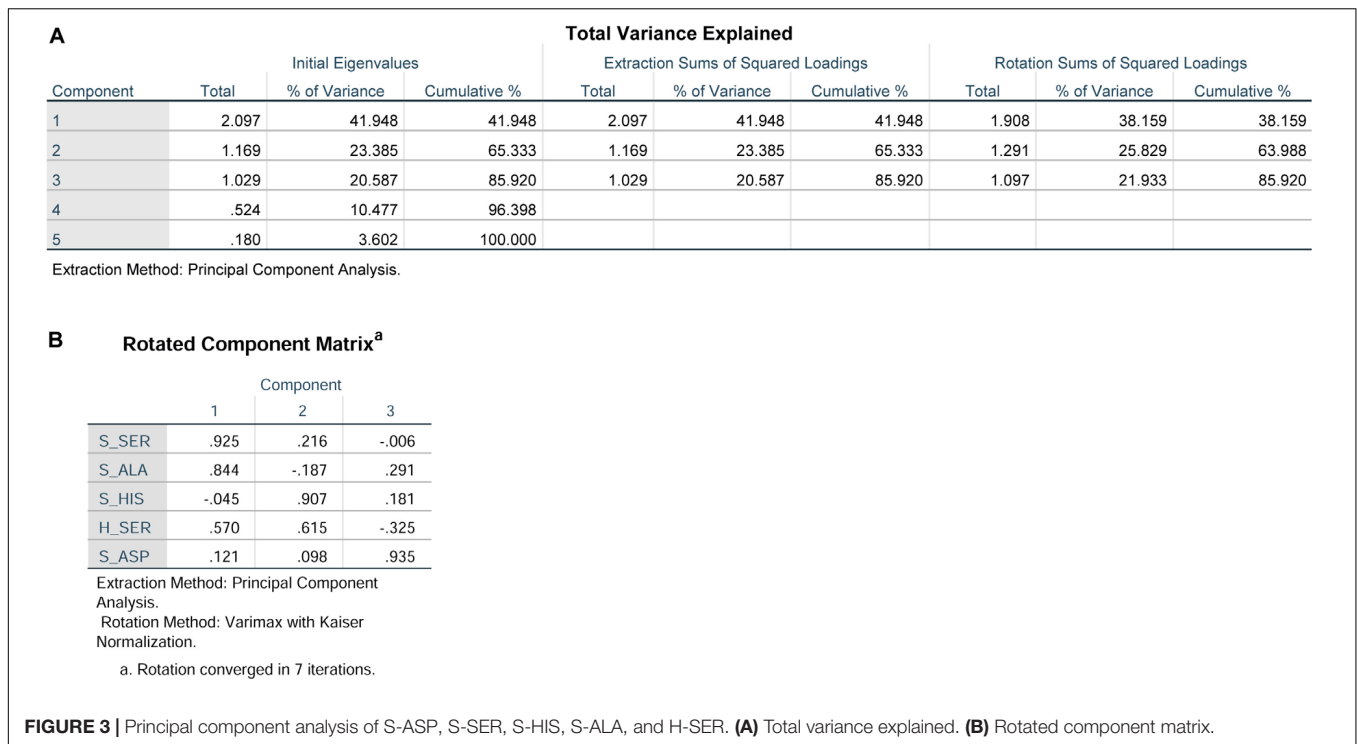 A
Total Variance Explained
Initial Eigenvalues Extraction Sums of Squared Loadings Rotation Sums of Squared Loadings
Component Total % of Variance Cumulative % Total % of Variance Cumulative % Total % of Variance Cumulative %
1 2.097 41.948 41.948 2.097 41.948 41.948 1.908 38.159 38.159
2 1.169 23.385 65.333 1.169 23.385 65.333 1.291 25.829 63.988
3 1.029 20.587 85.920 1.029 20.587 85.920 1.097 21.933 85.920
4 .524 10.477 96.398
5 .180 3.602 100.000
Extraction Method: Principal Component Analysis.
B
Rotated Component Matrixa
Component
1 2 3
S_SER .925 .216 -.006
S_ALA .844 -.187 .291
S_HIS -.045 .907 .181
H_SER .570 .615 -.325
S_ASP .121 .098 .935
Extraction Method: Principal Component
Analysis.
Rotation Method: Varimax with Kaiser
Normalization.
a. Rotation converged in 7 iterations.
FIGURE 3 | Principal component analysis of S-ASP, S-SER, S-HIS, S-ALA, and H-SER. (A) Total variance explained. (B) Rotated component matrix.